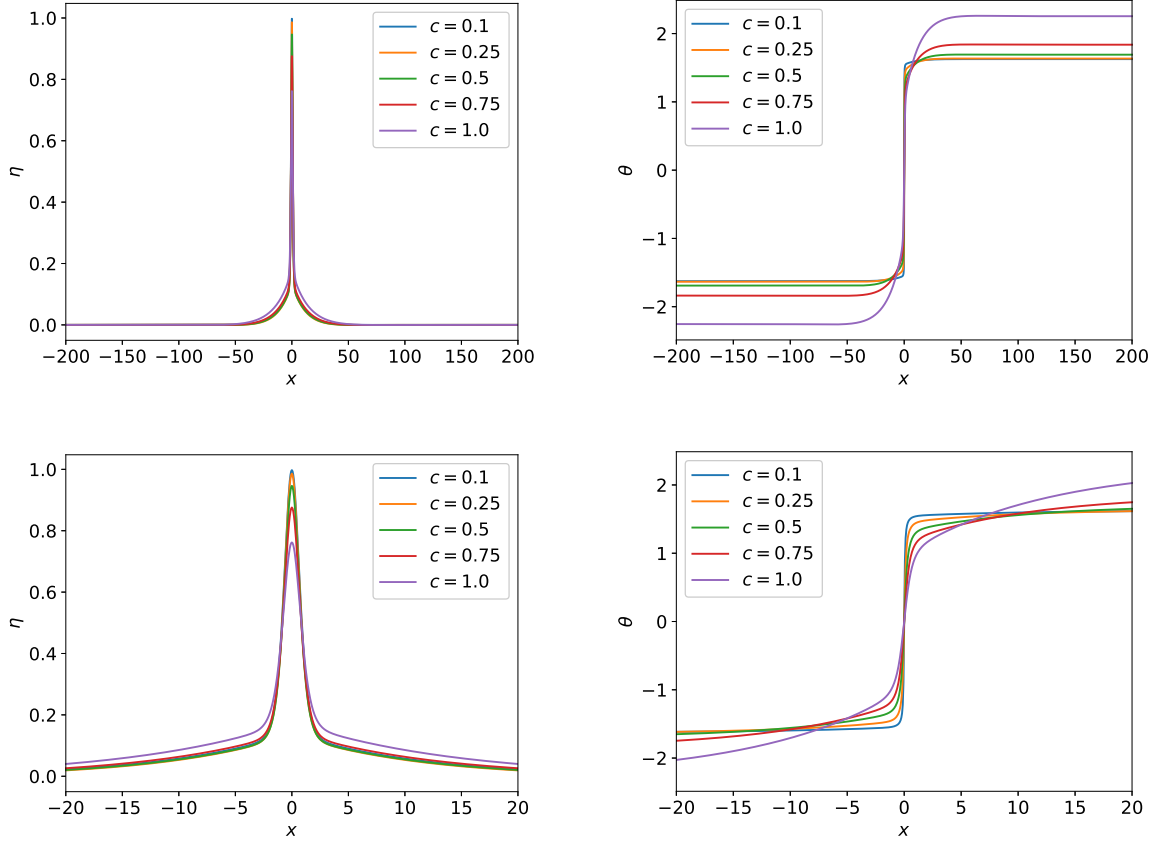 1.0
0.8
0.6
0.4
0.2
0.0
η
−200 −150 −100 −50 0 50 100 150 200
x
c = 0.1
c = 0.25
c = 0.5
c = 0.75
c = 1.0
2
1
0
−1
−2
θ
−200 −150 −100 −50 0 50 100 150 200
x
c = 0.1
c = 0.25
c = 0.5
c = 0.75
c = 1.0
1.0
0.8
0.6
0.4
0.2
0.0
η
−20 −15 −10 −5 0 5 10 15 20
x
c = 0.1
c = 0.25
c = 0.5
c = 0.75
c = 1.0
2
1
0
−1
−2
θ
−20 −15 −10 −5 0 5 10 15 20
x
c = 0.1
c = 0.25
c = 0.5
c = 0.75
c = 1.0